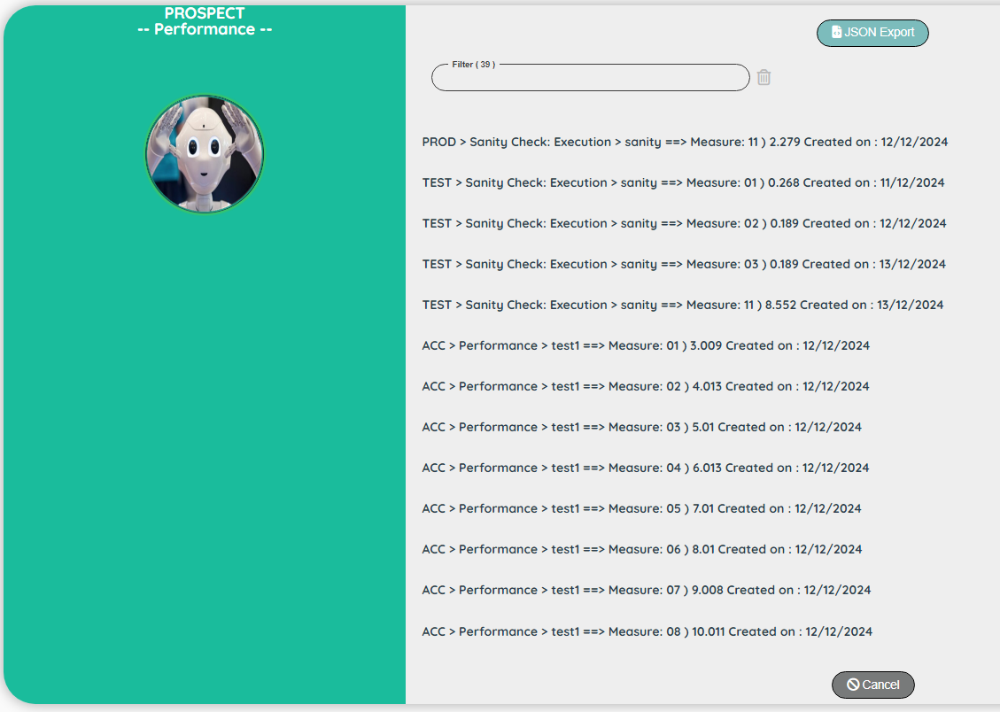 PROSPECT
-- Performance --
JSON Export
Filter ( 39 )
PROD > Sanity Check: Execution > sanity ==> Measure: 11 ) 2.279 Created on : 12/12/2024
TEST > Sanity Check: Execution > sanity ==> Measure: 01 ) 0.268 Created on : 11/12/2024
TEST > Sanity Check: Execution > sanity ==> Measure: 02 ) 0.189 Created on : 12/12/2024
TEST > Sanity Check: Execution > sanity ==> Measure: 03 ) 0.189 Created on : 13/12/2024
TEST > Sanity Check: Execution > sanity ==> Measure: 11 ) 8.552 Created on : 13/12/2024
ACC > Performance > test1 ==> Measure: 01 ) 3.009 Created on : 12/12/2024
ACC > Performance > test1 ==> Measure: 02 ) 4.013 Created on : 12/12/2024
ACC > Performance > test1 ==> Measure: 03 ) 5.01 Created on : 12/12/2024
ACC > Performance > test1 ==> Measure: 04 ) 6.013 Created on : 12/12/2024
ACC > Performance > test1 ==> Measure: 05 ) 7.01 Created on : 12/12/2024
ACC > Performance > test1 ==> Measure: 06 ) 8.01 Created on : 12/12/2024
ACC > Performance > test1 ==> Measure: 07 ) 9.008 Created on : 12/12/2024
ACC > Performance > test1 ==> Measure: 08 ) 10.011 Created on : 12/12/2024
Cancel